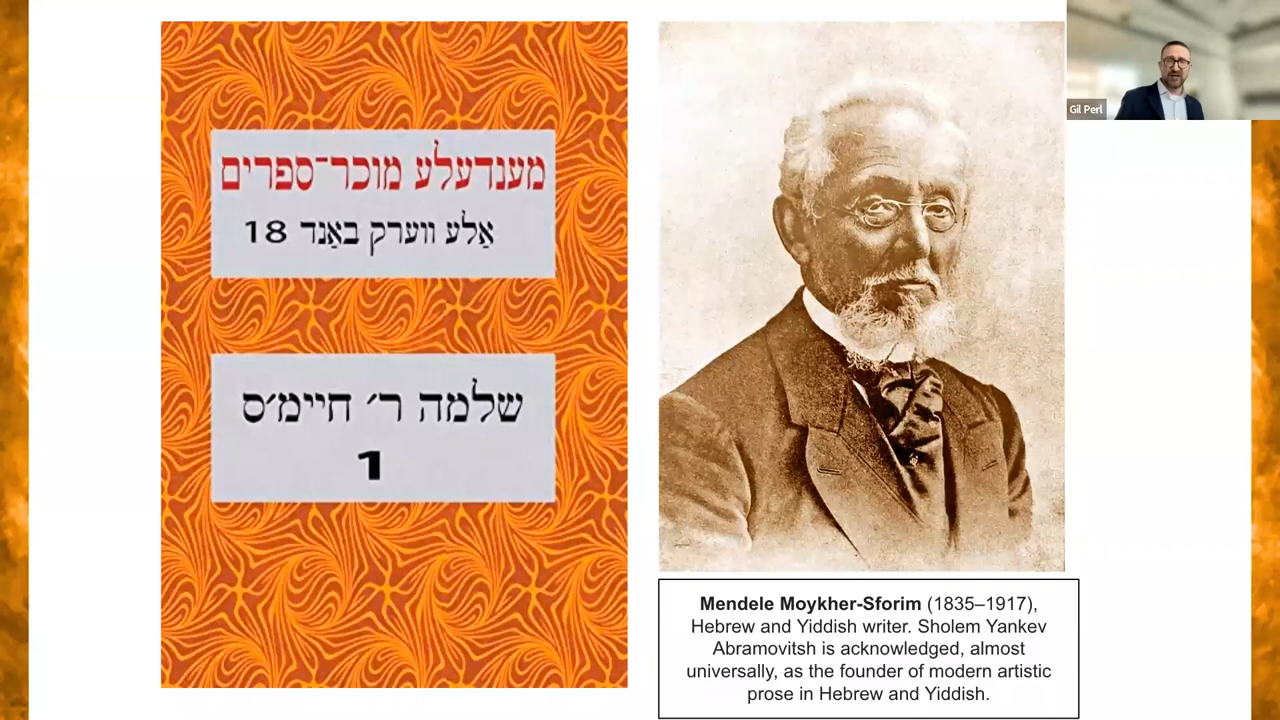 מענדעלע מוכר־ספרים
אַלע ווערק באַנד 18
שלמה ר׳ חיימ׳ס
1
Gil Perl
Mendele Moykher-Sforim (1835–1917),
Hebrew and Yiddish writer. Sholem Yankev
Abramovitsh is acknowledged, almost
universally, as the founder of modern artistic
prose in Hebrew and Yiddish.